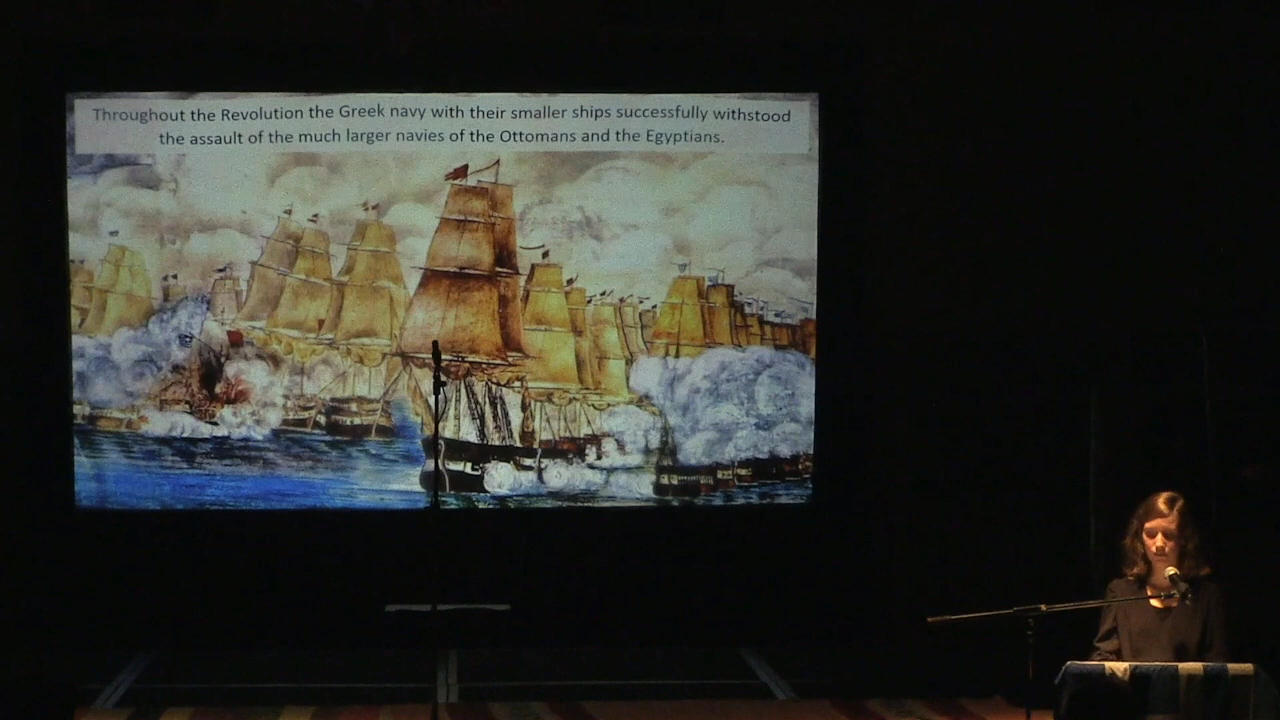 Throughout the Revolution the Greek navy with their smaller ships successfully withstood
the assault of the much larger navies of the Ottomans and the Egyptians.